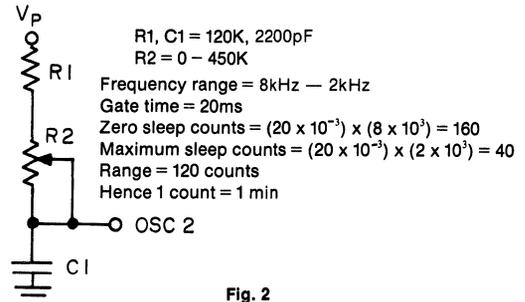 Vp
R1, C1 = 120K, 2200pF
R2 = 0 – 450K
R1
Frequency range = 8kHz — 2kHz
Gate time = 20ms
Zero sleep counts = (20 x 10⁻³) x (8 x 10³) = 160
R2
Maximum sleep counts = (20 x 10⁻³) x (2 x 10³) = 40
Range = 120 counts
Hence 1 count = 1 min
OSC 2
C1
Fig. 2